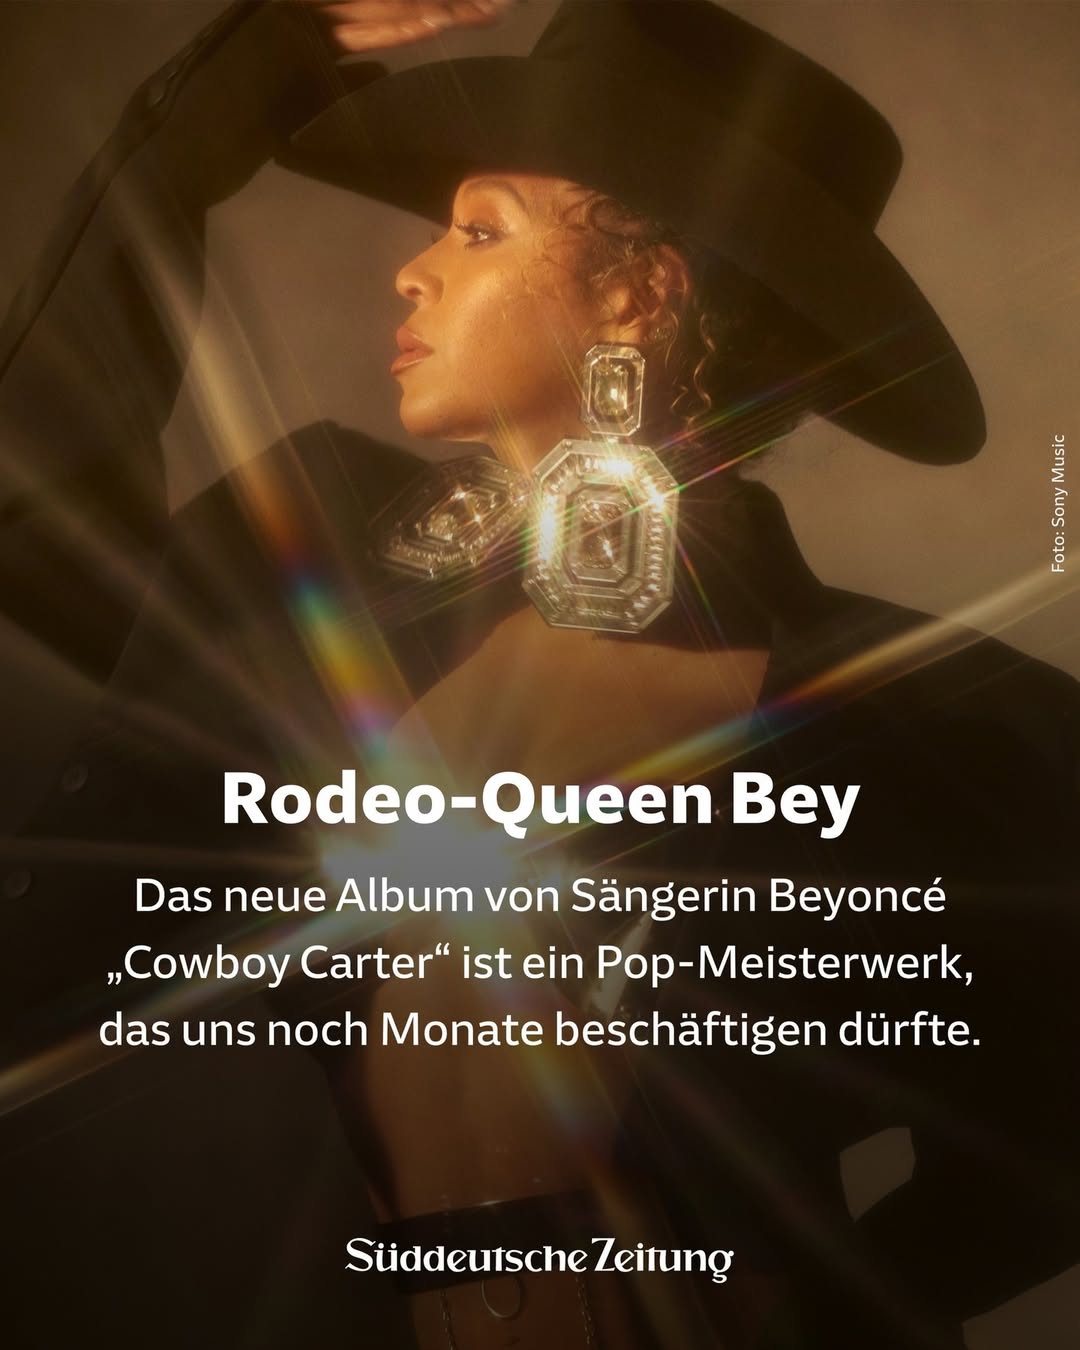 Foto: Sony Music
Rodeo-Queen Bey
Das neue Album von Sängerin Beyoncé
„Cowboy Carter“ ist ein Pop-Meisterwerk,
das uns noch Monate beschäftigen dürfte.
Süddeutsche Zeitung